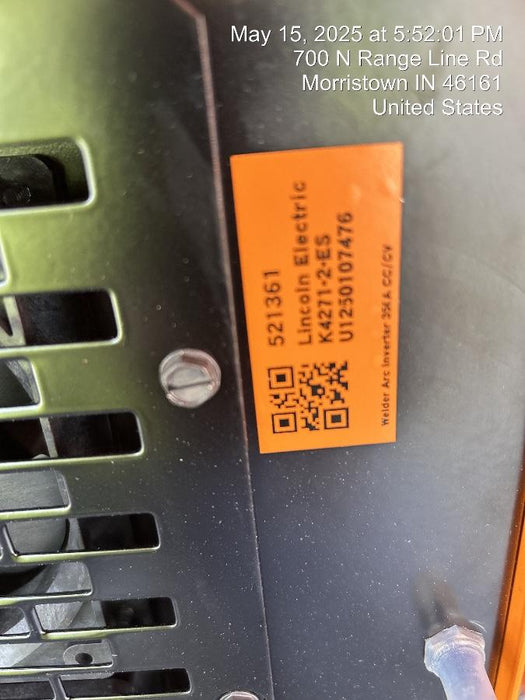 May 15, 2025 at 5:52:01 PM
700 N Range Line Rd
Morristown IN 46161
United States
521361
Lincoln Electric
K4271-2-ES
U1250107476
Welder Arc Inverter 350A CC/CV